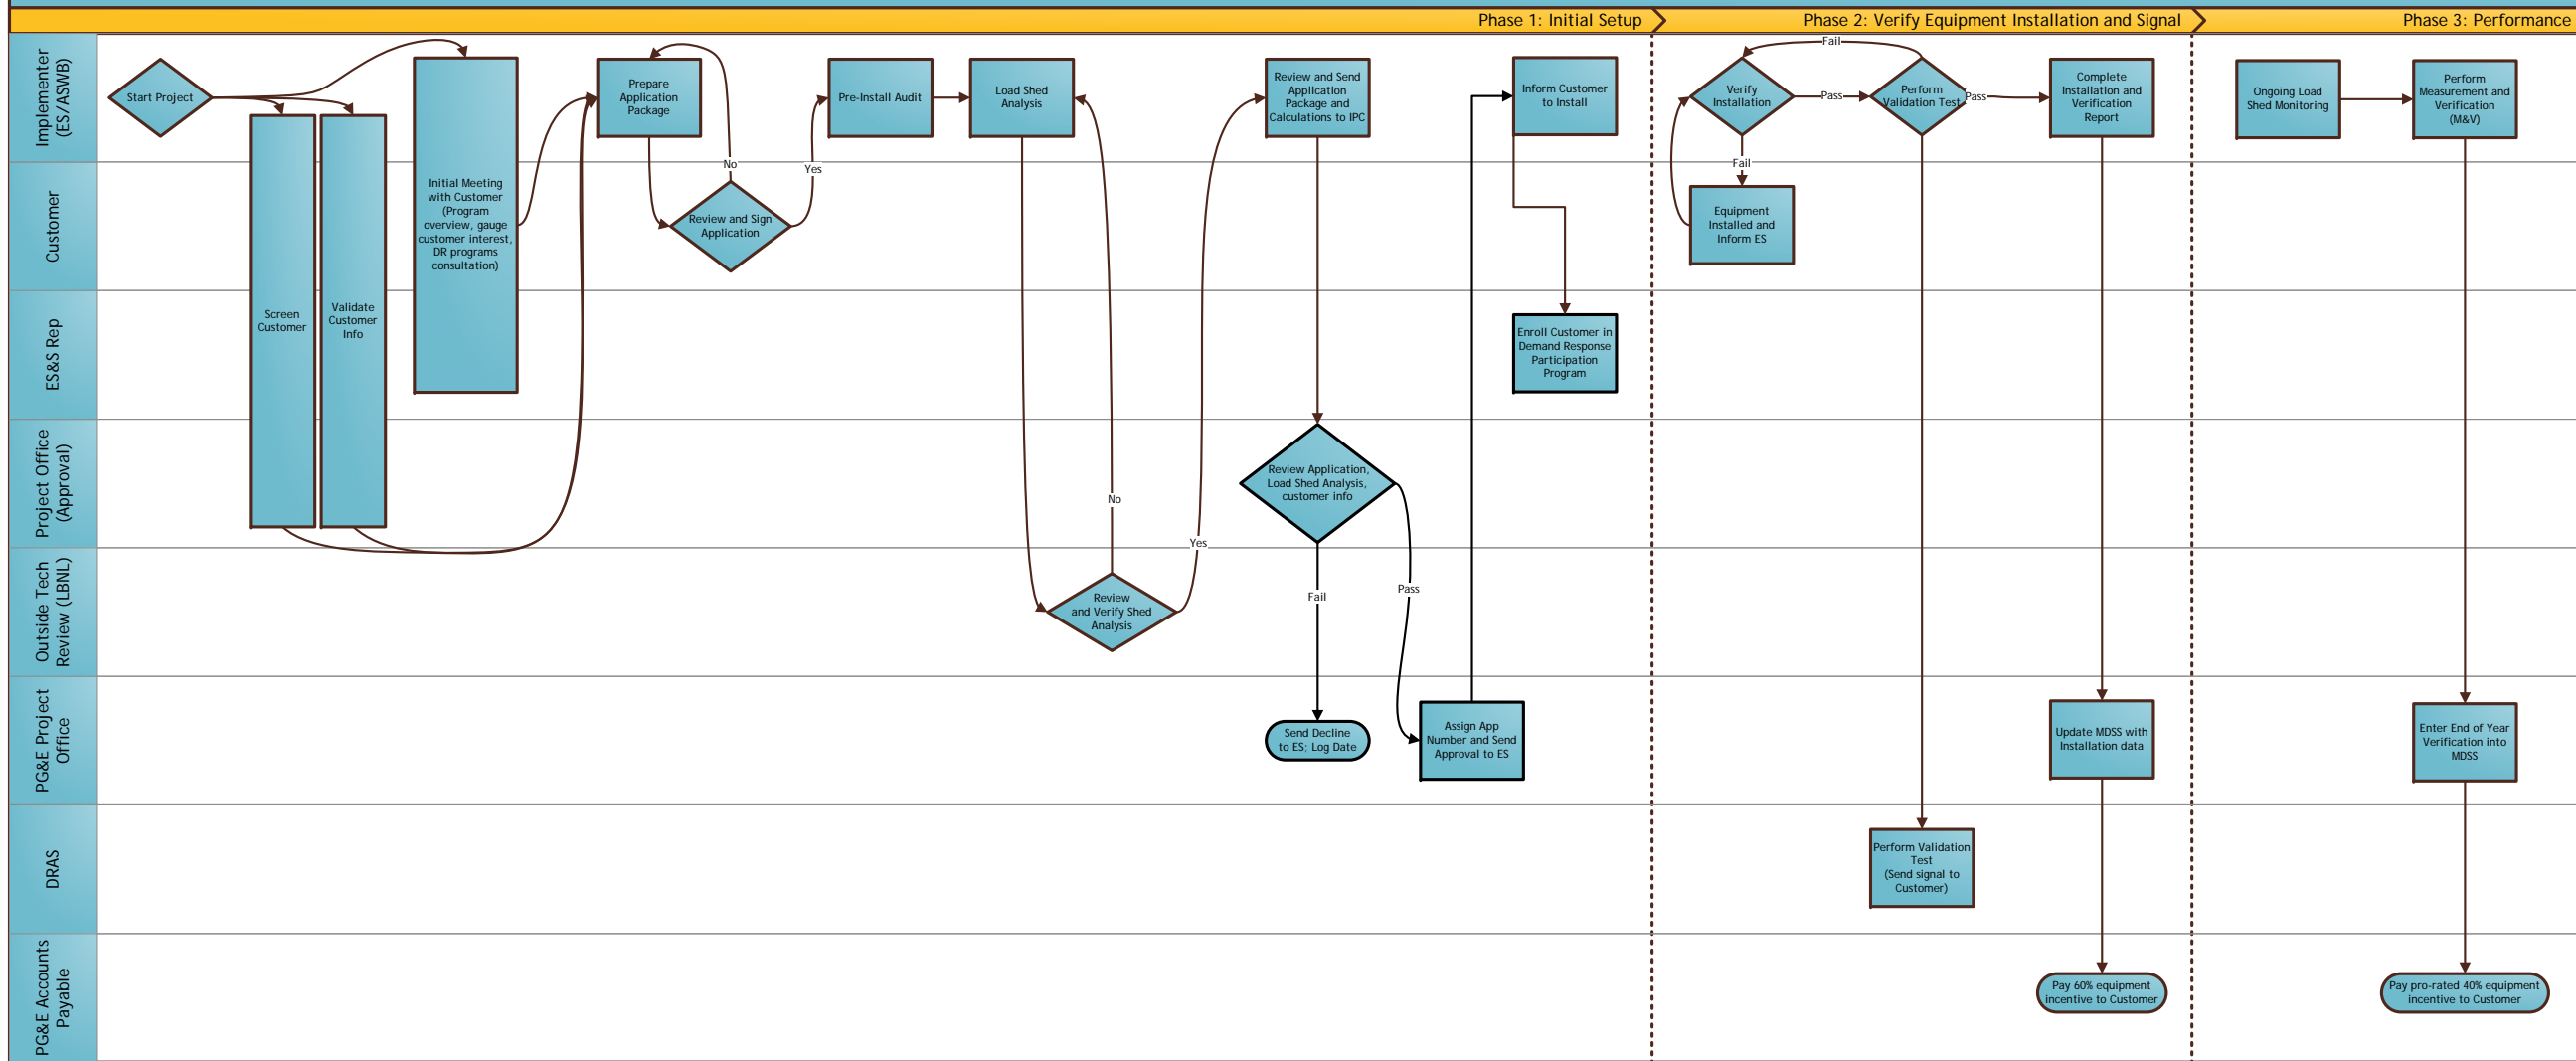 Phase 1: Initial Setup
Phase 2: Verify Equipment Installation and Signal
Phase 3: Performance
Implementer
(ES/ASWB)
Start Project
Prepare
Application
Package
Pre-Install Audit
Load Shed
Analysis
Review and Send
Application
Package and
Calculations to IPC
Inform Customer
to Install
Fail
Verify
Installation
Pass
Perform
Validation Test
Pass
Complete
Installation and
Verification
Report
Ongoing Load
Shed Monitoring
Perform
Measurement and
Verification
(M&V)
No
Yes
Fail
Customer
Initial Meeting
with Customer
(Program
overview, gauge
customer interest,
DR programs
consultation)
Review and Sign
Application
Equipment
Installed and
Inform ES
ES&S Rep
Screen
Customer
Validate
Customer
Info
Enroll Customer in
Demand Response
Participation
Program
Project Office
(Approval)
Review Application,
Load Shed Analysis,
customer info
No
Yes
Outside Tech
Review (LBNL)
Review
and Verify Shed
Analysis
Fail
Pass
PG&E Project
Office
Send Decline
to ES; Log Date
Assign App
Number and Send
Approval to ES
Update MDSS with
Installation data
Enter End of Year
Verification into
MDSS
DRAS
Perform Validation
Test
(Send signal to
Customer)
PG&E Accounts
Payable
Pay 60% equipment
incentive to Customer
Pay pro-rated 40% equipment
incentive to Customer